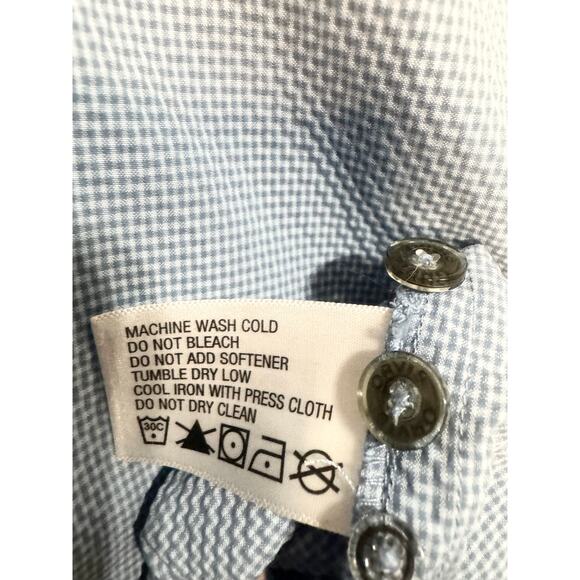 MACHINE WASH COLD
DO NOT BLEACH
DO NOT ADD SOFTENER
TUMBLE DRY LOW
COOL IRON WITH PRESS CLOTH
DO NOT DRY CLEAN
30C
ORVIS